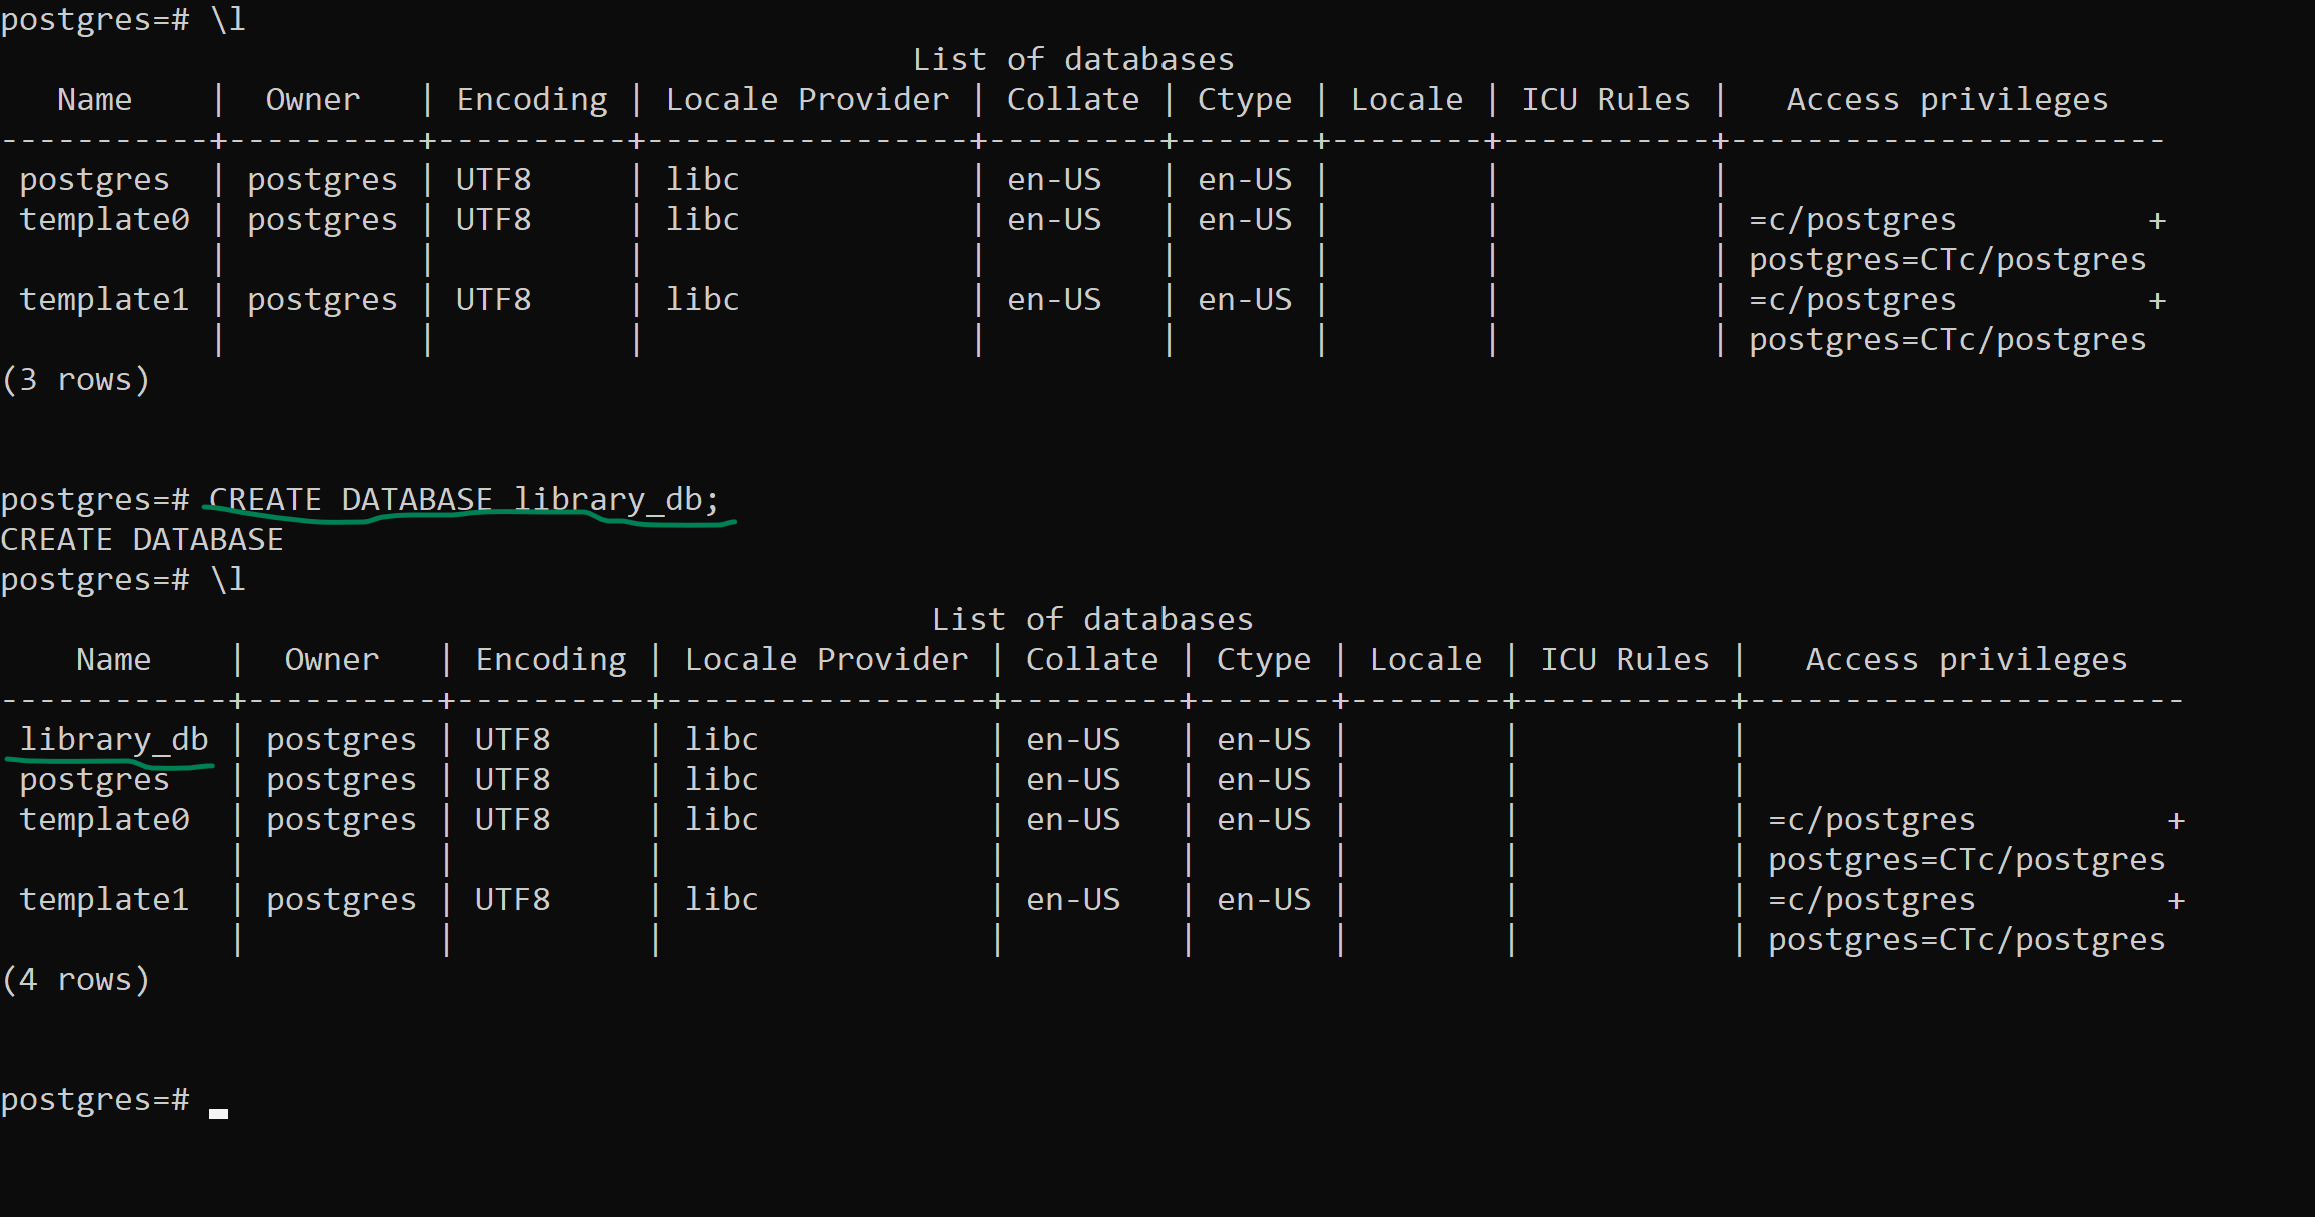 postgres=# \l
List of databases
Name | Owner | Encoding | Locale Provider | Collate | Ctype | Locale | ICU Rules | Access privileges
-----------+----------+----------+-----------------+---------+-------+--------+-----------+-----------------------
postgres | postgres | UTF8 | libc | en-US | en-US | | |
template0 | postgres | UTF8 | libc | en-US | en-US | | | =c/postgres +
| | | | | | | | postgres=CTc/postgres
template1 | postgres | UTF8 | libc | en-US | en-US | | | =c/postgres +
| | | | | | | | postgres=CTc/postgres
(3 rows)
postgres=# CREATE DATABASE library_db;
CREATE DATABASE
postgres=# \l
List of databases
Name | Owner | Encoding | Locale Provider | Collate | Ctype | Locale | ICU Rules | Access privileges
------------+----------+----------+-----------------+---------+-------+--------+-----------+-----------------------
library_db | postgres | UTF8 | libc | en-US | en-US | | |
postgres | postgres | UTF8 | libc | en-US | en-US | | |
template0 | postgres | UTF8 | libc | en-US | en-US | | | =c/postgres +
| | | | | | | | postgres=CTc/postgres
template1 | postgres | UTF8 | libc | en-US | en-US | | | =c/postgres +
| | | | | | | | postgres=CTc/postgres
(4 rows)
postgres=#